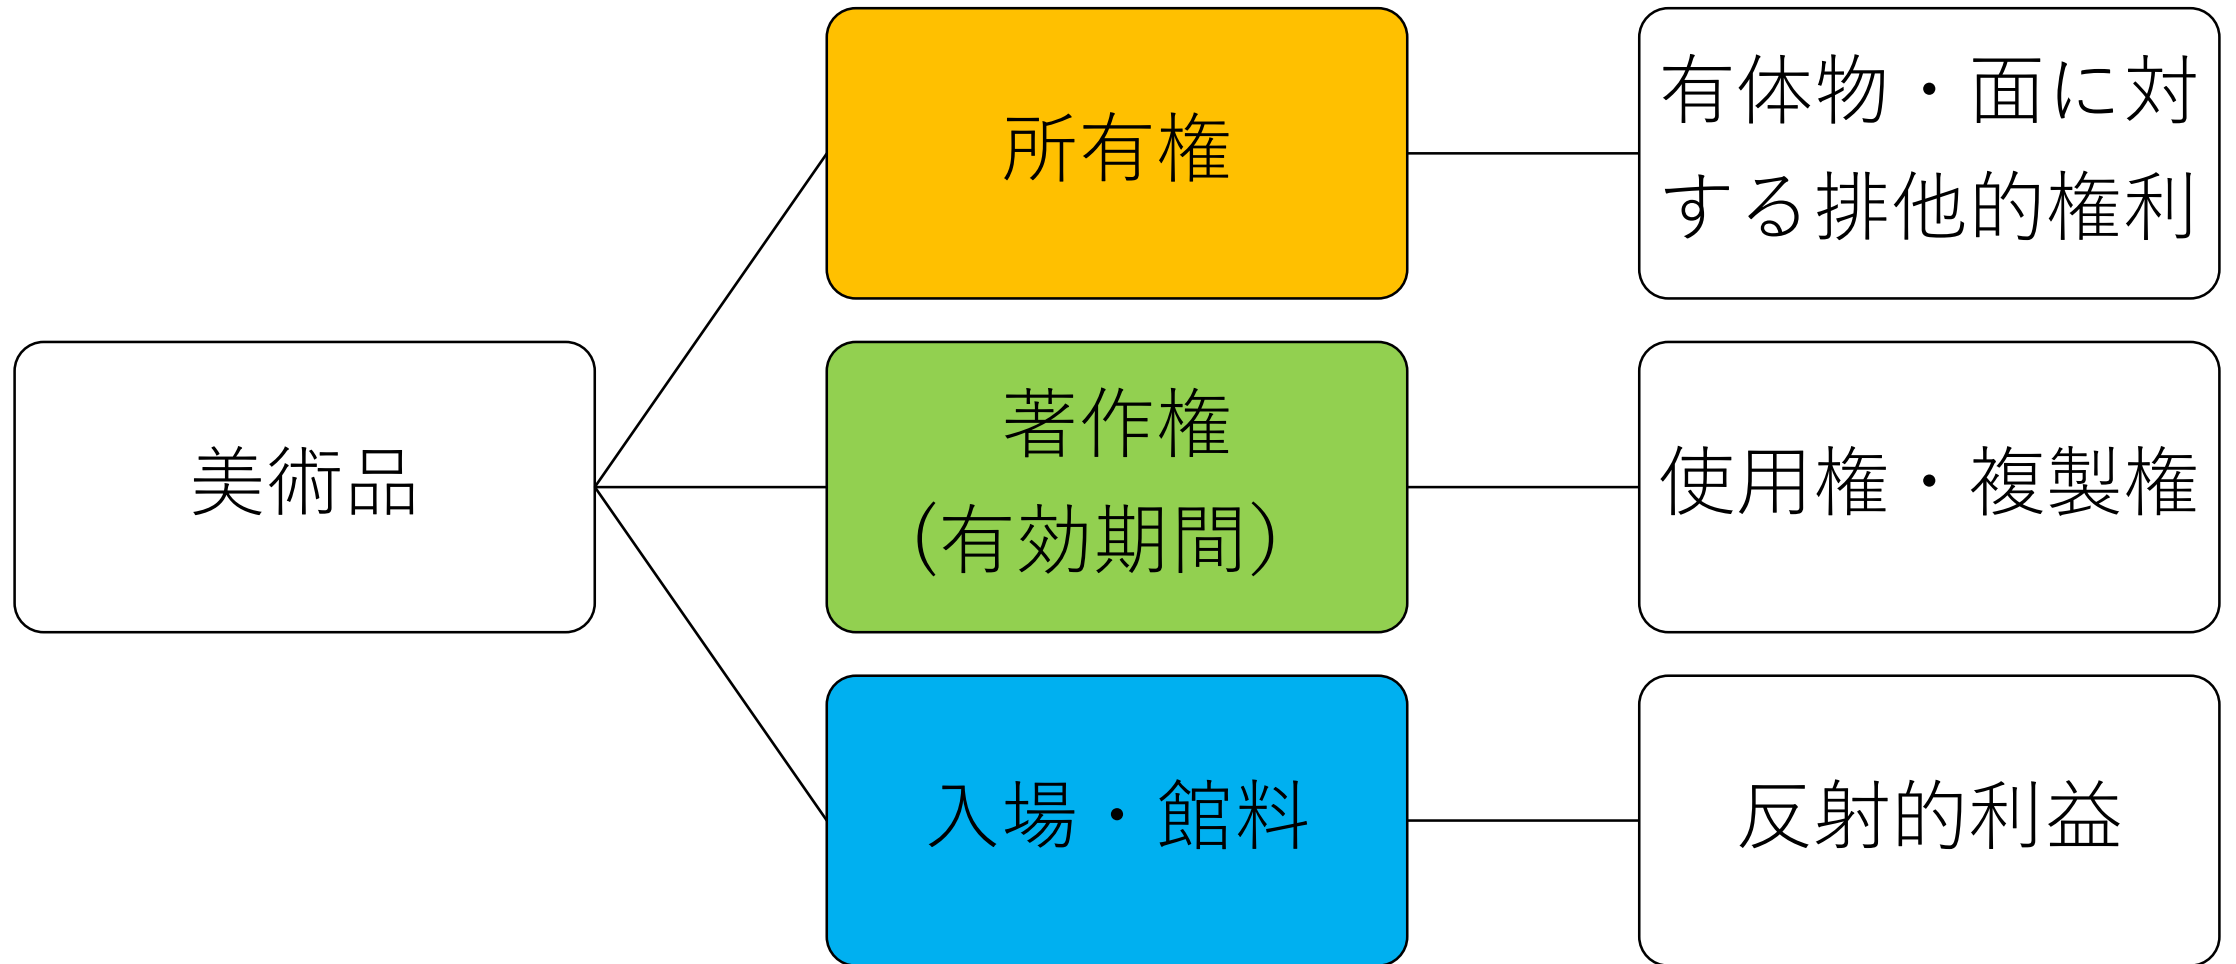 美術品
所有権
有体物・面に対
する排他的権利
著作権
（有効期間）
使用権・複製権
入場・館料
反射的利益